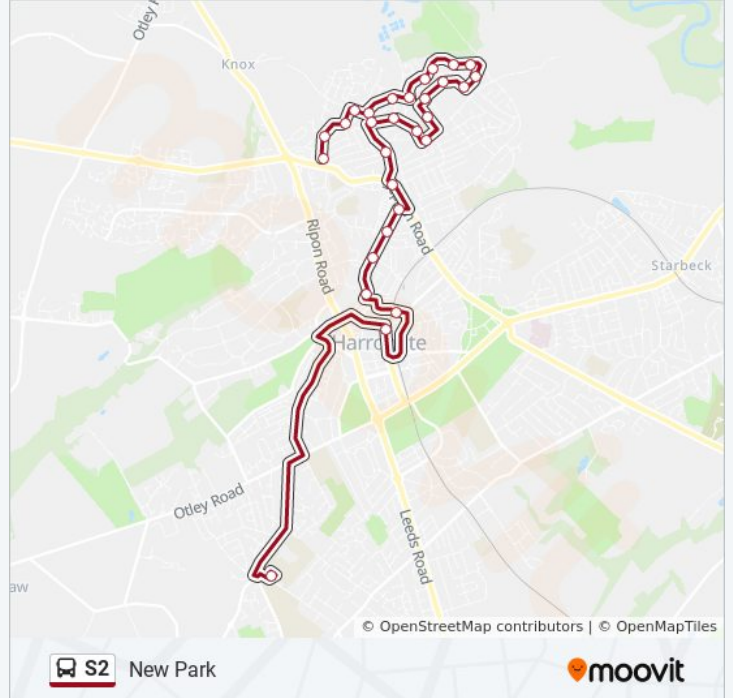 Otley R
Knox
Ripon Road
Road
Starbeck
Harrogate
Otley Road
Leeds Road
aw
© OpenStreetMap contributors | © OpenMapTiles
S2 New Park
moovit